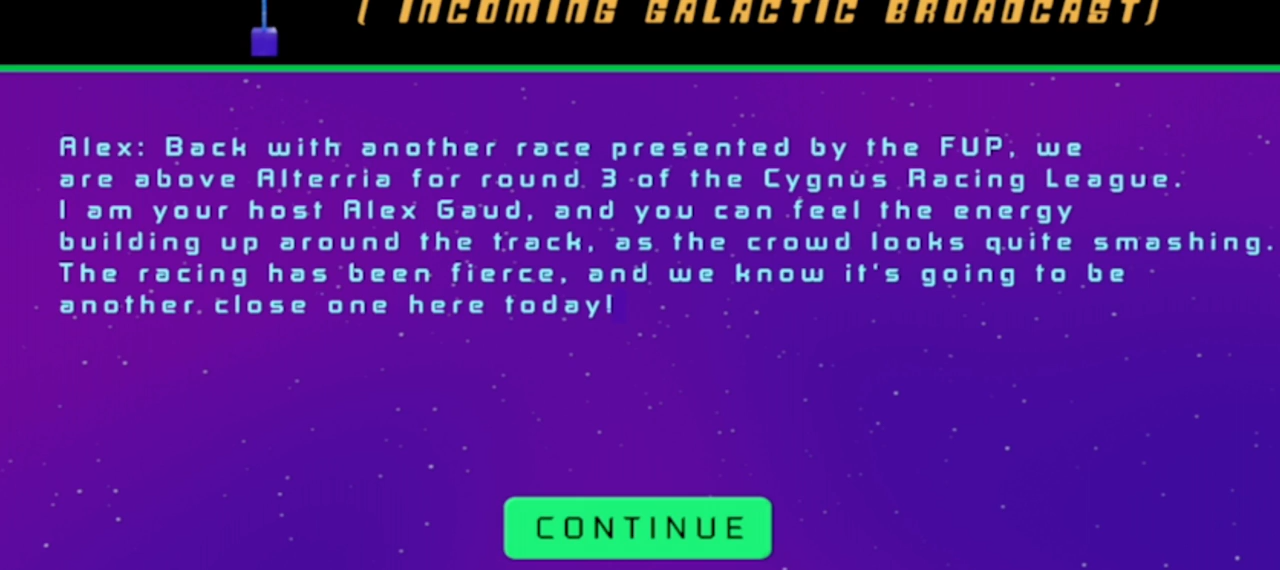 ( INCOMING GALACTIC BROADCAST)
Alex: Back with another race presented by the FUP, we
are above Alterria for round 3 of the Cygnus Racing League.
I am your host Alex Gaud, and you can feel the energy
building up around the track, as the crowd looks quite smashing.
The racing has been fierce, and we know it's going to be
another close one here today!
CONTINUE